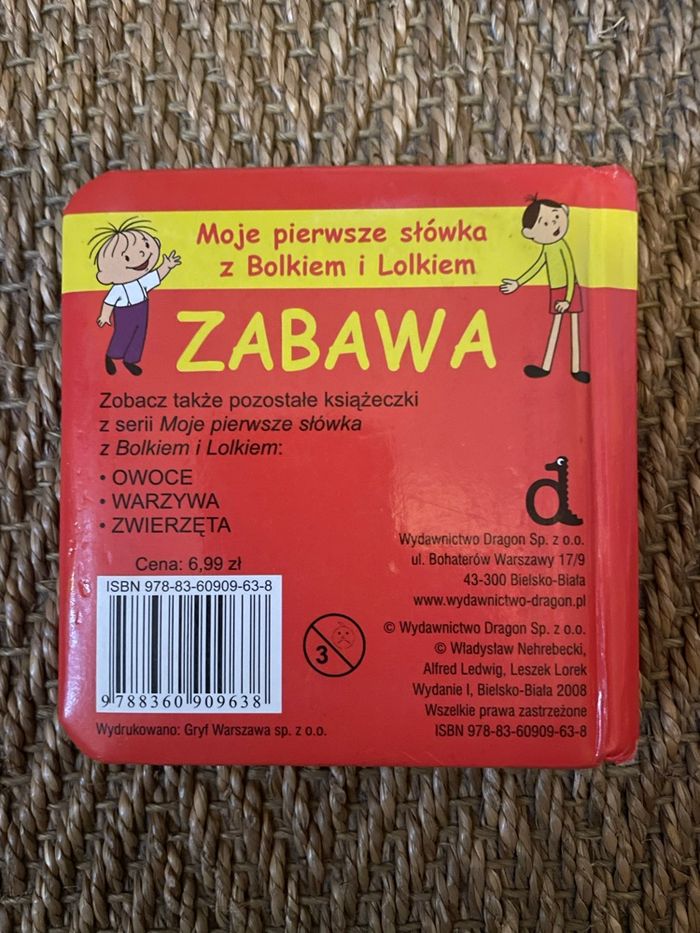 Moje pierwsze słówka
z Bolkiem i Lolkiem
ZABAWA
Zobacz także pozostałe książeczki
z serii Moje pierwsze słówka
z Bolkiem i Lolkiem:
• OWOCE
• WARZYWA
• ZWIERZĘTA
Cena: 6,99 zł
ISBN 978-83-60909-63-8
9 788360 909638
Wydrukowano: Gryf Warszawa sp. z o.o.
3
d
Wydawnictwo Dragon Sp. z o.o.
ul. Bohaterów Warszawy 17/9
43-300 Bielsko-Biała
www.wydawnictwo-dragon.pl
© Wydawnictwo Dragon Sp. z o.o.
© Władysław Nehrebecki,
Alfred Ledwig, Leszek Lorek
Wydanie I, Bielsko-Biała 2008
Wszelkie prawa zastrzeżone
ISBN 978-83-60909-63-8